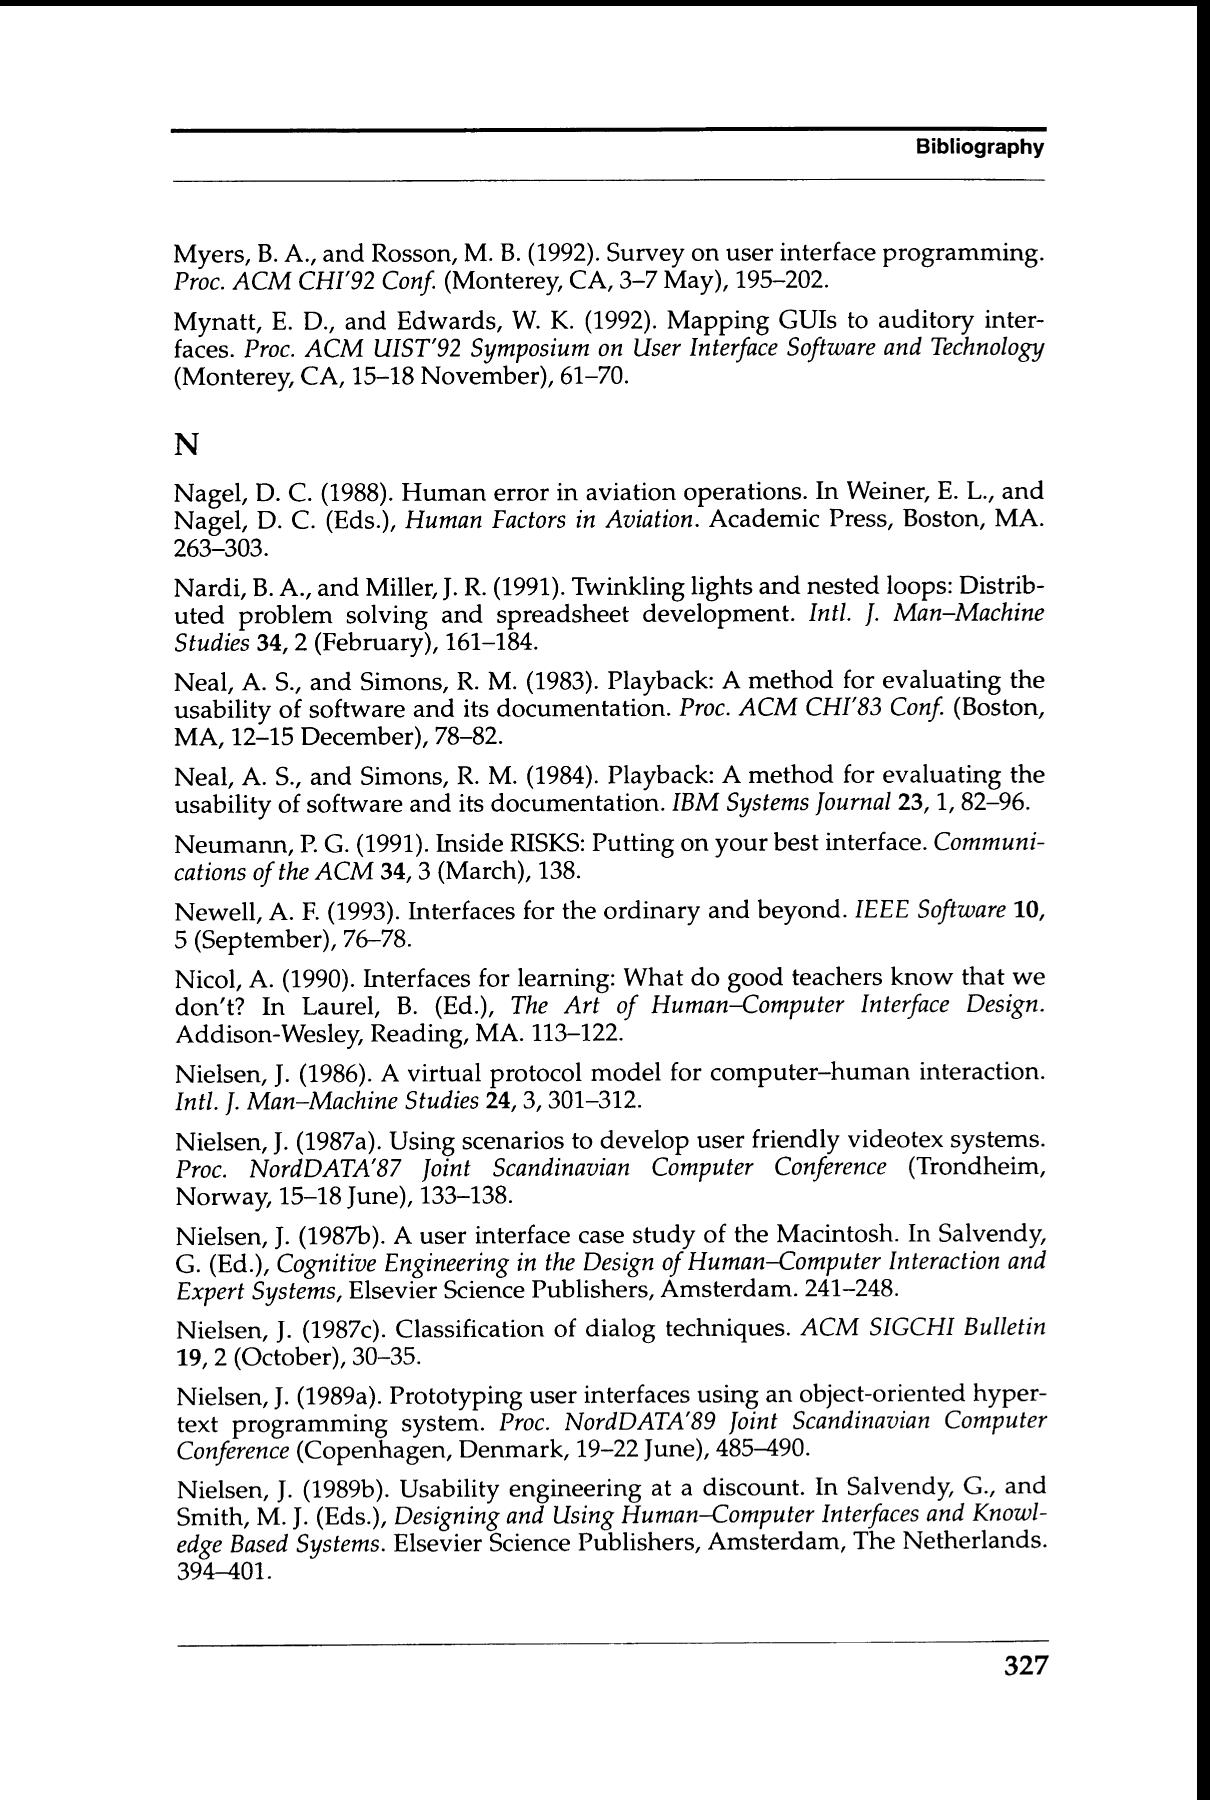 Bibliography
Myers, B. A., and Rosson, M. B. (1992). Survey on user interface programming.
Proc. ACM CHI'92 Conf. (Monterey, CA, 3–7 May), 195–202.
Mynatt, E. D., and Edwards, W. K. (1992). Mapping GUIs to auditory inter-
faces. Proc. ACM UIST'92 Symposium on User Interface Software and Technology
(Monterey, CA, 15–18 November), 61–70.
N
Nagel, D. C. (1988). Human error in aviation operations. In Weiner, E. L., and
Nagel, D. C. (Eds.), Human Factors in Aviation. Academic Press, Boston, MA.
263–303.
Nardi, B. A., and Miller, J. R. (1991). Twinkling lights and nested loops: Distrib-
uted problem solving and spreadsheet development. Intl. J. Man–Machine
Studies 34, 2 (February), 161–184.
Neal, A. S., and Simons, R. M. (1983). Playback: A method for evaluating the
usability of software and its documentation. Proc. ACM CHI'83 Conf. (Boston,
MA, 12–15 December), 78–82.
Neal, A. S., and Simons, R. M. (1984). Playback: A method for evaluating the
usability of software and its documentation. IBM Systems Journal 23, 1, 82–96.
Neumann, P. G. (1991). Inside RISKS: Putting on your best interface. Communi-
cations of the ACM 34, 3 (March), 138.
Newell, A. F. (1993). Interfaces for the ordinary and beyond. IEEE Software 10,
5 (September), 76–78.
Nicol, A. (1990). Interfaces for learning: What do good teachers know that we
don't? In Laurel, B. (Ed.), The Art of Human–Computer Interface Design.
Addison-Wesley, Reading, MA. 113–122.
Nielsen, J. (1986). A virtual protocol model for computer–human interaction.
Intl. J. Man–Machine Studies 24, 3, 301–312.
Nielsen, J. (1987a). Using scenarios to develop user friendly videotex systems.
Proc. NordDATA'87 Joint Scandinavian Computer Conference (Trondheim,
Norway, 15–18 June), 133–138.
Nielsen, J. (1987b). A user interface case study of the Macintosh. In Salvendy,
G. (Ed.), Cognitive Engineering in the Design of Human–Computer Interaction and
Expert Systems, Elsevier Science Publishers, Amsterdam. 241–248.
Nielsen, J. (1987c). Classification of dialog techniques. ACM SIGCHI Bulletin
19, 2 (October), 30–35.
Nielsen, J. (1989a). Prototyping user interfaces using an object-oriented hyper-
text programming system. Proc. NordDATA'89 Joint Scandinavian Computer
Conference (Copenhagen, Denmark, 19–22 June), 485–490.
Nielsen, J. (1989b). Usability engineering at a discount. In Salvendy, G., and
Smith, M. J. (Eds.), Designing and Using Human–Computer Interfaces and Knowl-
edge Based Systems. Elsevier Science Publishers, Amsterdam, The Netherlands.
394–401.
327